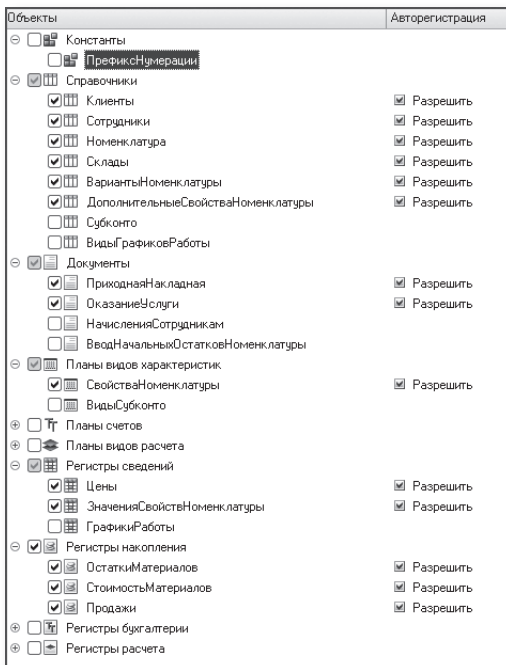 Объекты Авторегистрация
Константы
ПрефиксНумерации
Справочники
Клиенты Разрешить
Сотрудники Разрешить
Номенклатура Разрешить
Склады Разрешить
ВариантыНоменклатуры Разрешить
ДополнительныеСвойстваНоменклатуры Разрешить
Субконто
ВидыГрафиковРаботы
Документы
ПриходнаяНакладная Разрешить
ОказаниеУслуги Разрешить
НачисленияСотрудникам
ВводНачальныхОстатковНоменклатуры
Планы видов характеристик
СвойстваНоменклатуры Разрешить
ВидыСубконто
Планы счетов
Планы видов расчета
Регистры сведений
Цены Разрешить
ЗначенияСвойствНоменклатуры Разрешить
ГрафикиРаботы
Регистры накопления
ОстаткиМатериалов Разрешить
СтоимостьМатериалов Разрешить
Продажи Разрешить
Регистры бухгалтерии
Регистры расчета